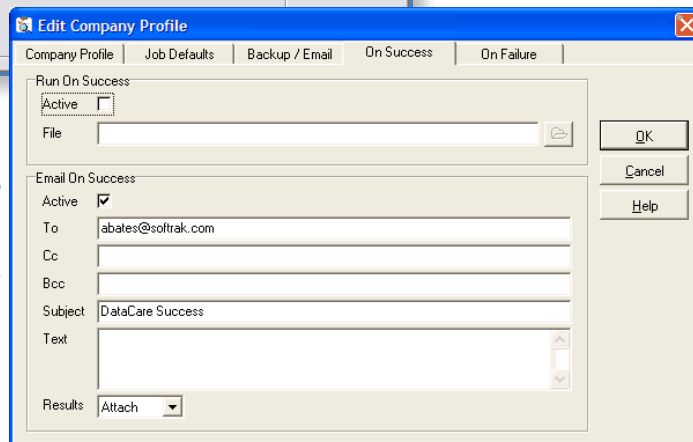 Edit Company Profile
Company Profile Job Defaults Backup / Email On Success On Failure
Run On Success
Active
File
OK
Cancel
Help
Email On Success
Active
To abates@softrak.com
Cc
Bcc
Subject DataCare Success
Text
Results Attach